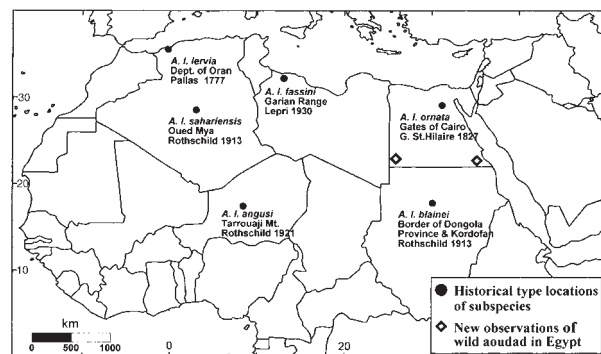 A. l. lervia
Dept. of Oran
Pallas 1777
A. l. fassini
Garian Range
Lepri 1930
A. l. ornata
Gates of Cairo
G. St.Hilaire 1827
A. l. sahariensis
Oued Mya
Rothschild 1913
A. l. angusi
Tarrouaji Mt.
Rothschild 1921
A. l. blainei
Border of Dongola
Province & Kordofan
Rothschild 1913
30
20
10
km
0 500 1000
0
20
Historical type locations
of subspecies
New observations of
wild aoudad in Egypt